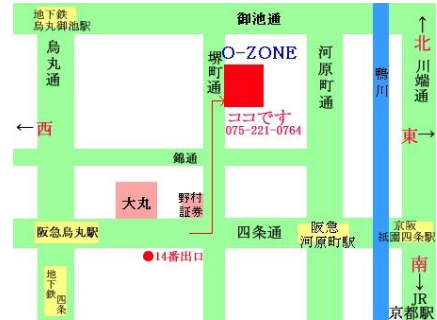 地下鉄
烏丸御池駅
御池通
↑
北
烏丸通
堺町通
O-ZONE
河原町通
鴨川
川端通
ココです
075-221-0764
←西
東→
錦通
大丸
野村
証券
阪急烏丸駅
四条通
阪急
河原町駅
京阪
祇園四条駅
●14番出口
地下鉄
四条
南
↓
JR
京都駅